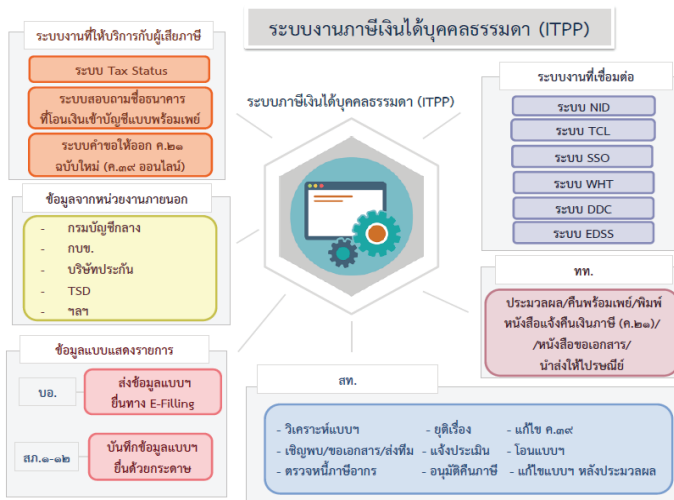 ระบบงานภาษีเงินได้บุคคลธรรมดา (ITPP)
ระบบงานที่ให้บริการกับผู้เสียภาษี
ระบบ Tax Status
ระบบสอบถามชื่อธนาคาร
ที่โอนเงินเข้าบัญชีแบบพร้อมเพย์
ระบบคำขอให้ออก ค.๒๑
ฉบับใหม่ (ค.๓๙ ออนไลน์)
ระบบภาษีเงินได้บุคคลธรรมดา (ITPP)
ระบบงานที่เชื่อมต่อ
ระบบ NID
ระบบ TCL
ระบบ SSO
ระบบ WHT
ระบบ DDC
ระบบ EDSS
ข้อมูลจากหน่วยงานภายนอก
- กรมบัญชีกลาง
- กบข.
- บริษัทประกัน
- TSD
- ฯลฯ
ทท.
ประมวลผล/คืนพร้อมเพย์/พิมพ์
หนังสือแจ้งคืนเงินภาษี (ค.๒๑)/
/หนังสือขอเอกสาร/
นำส่งให้ไปรษณีย์
ข้อมูลแบบแสดงรายการ
บอ.
ส่งข้อมูลแบบฯ
ยื่นทาง E-Filling
สภ.๑-๑๒
บันทึกข้อมูลแบบฯ
ยื่นด้วยกระดาษ
สท.
- วิเคราะห์แบบฯ - ยุติเรื่อง - แก้ไข ค.๓๙
- เชิญพบ/ขอเอกสาร/ส่งทีม - แจ้งประเมิน - โอนแบบฯ
- ตรวจหนี้ภาษีอากร - อนุมัติคืนภาษี - แก้ไขแบบฯ หลังประมวลผล